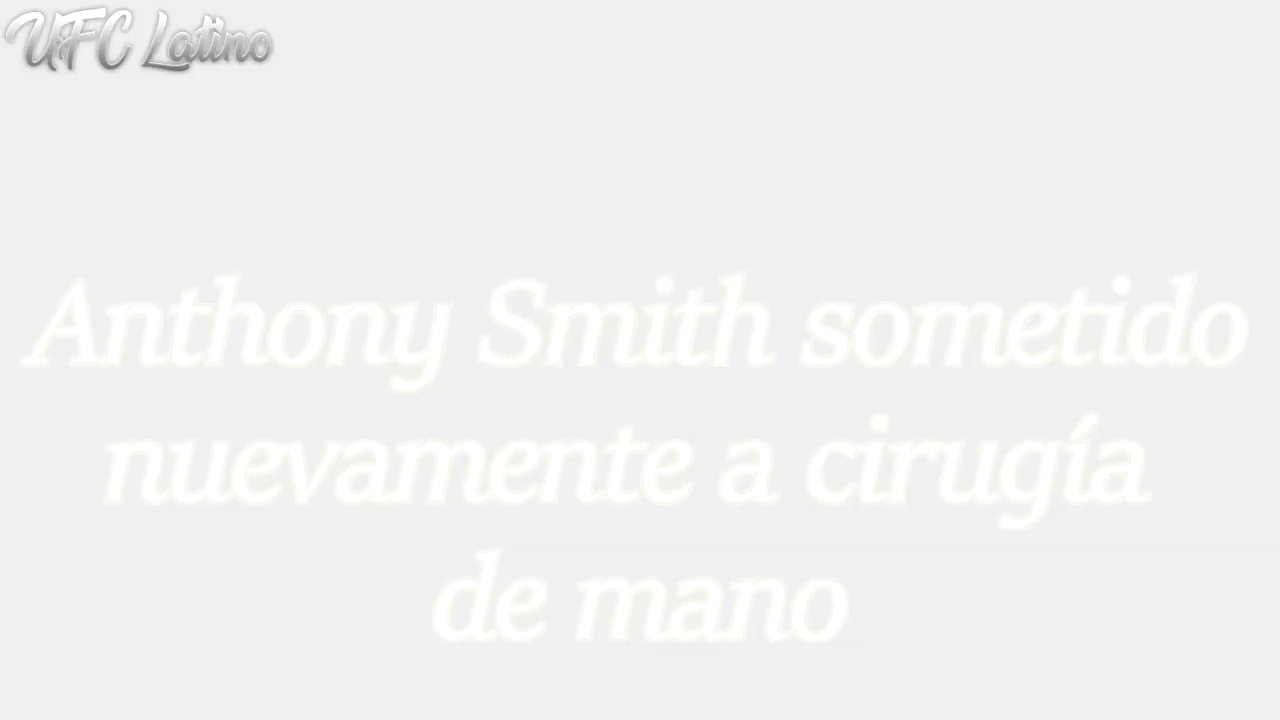 UFC Latino
Anthony Smith sometido
nuevamente a cirugía
de mano